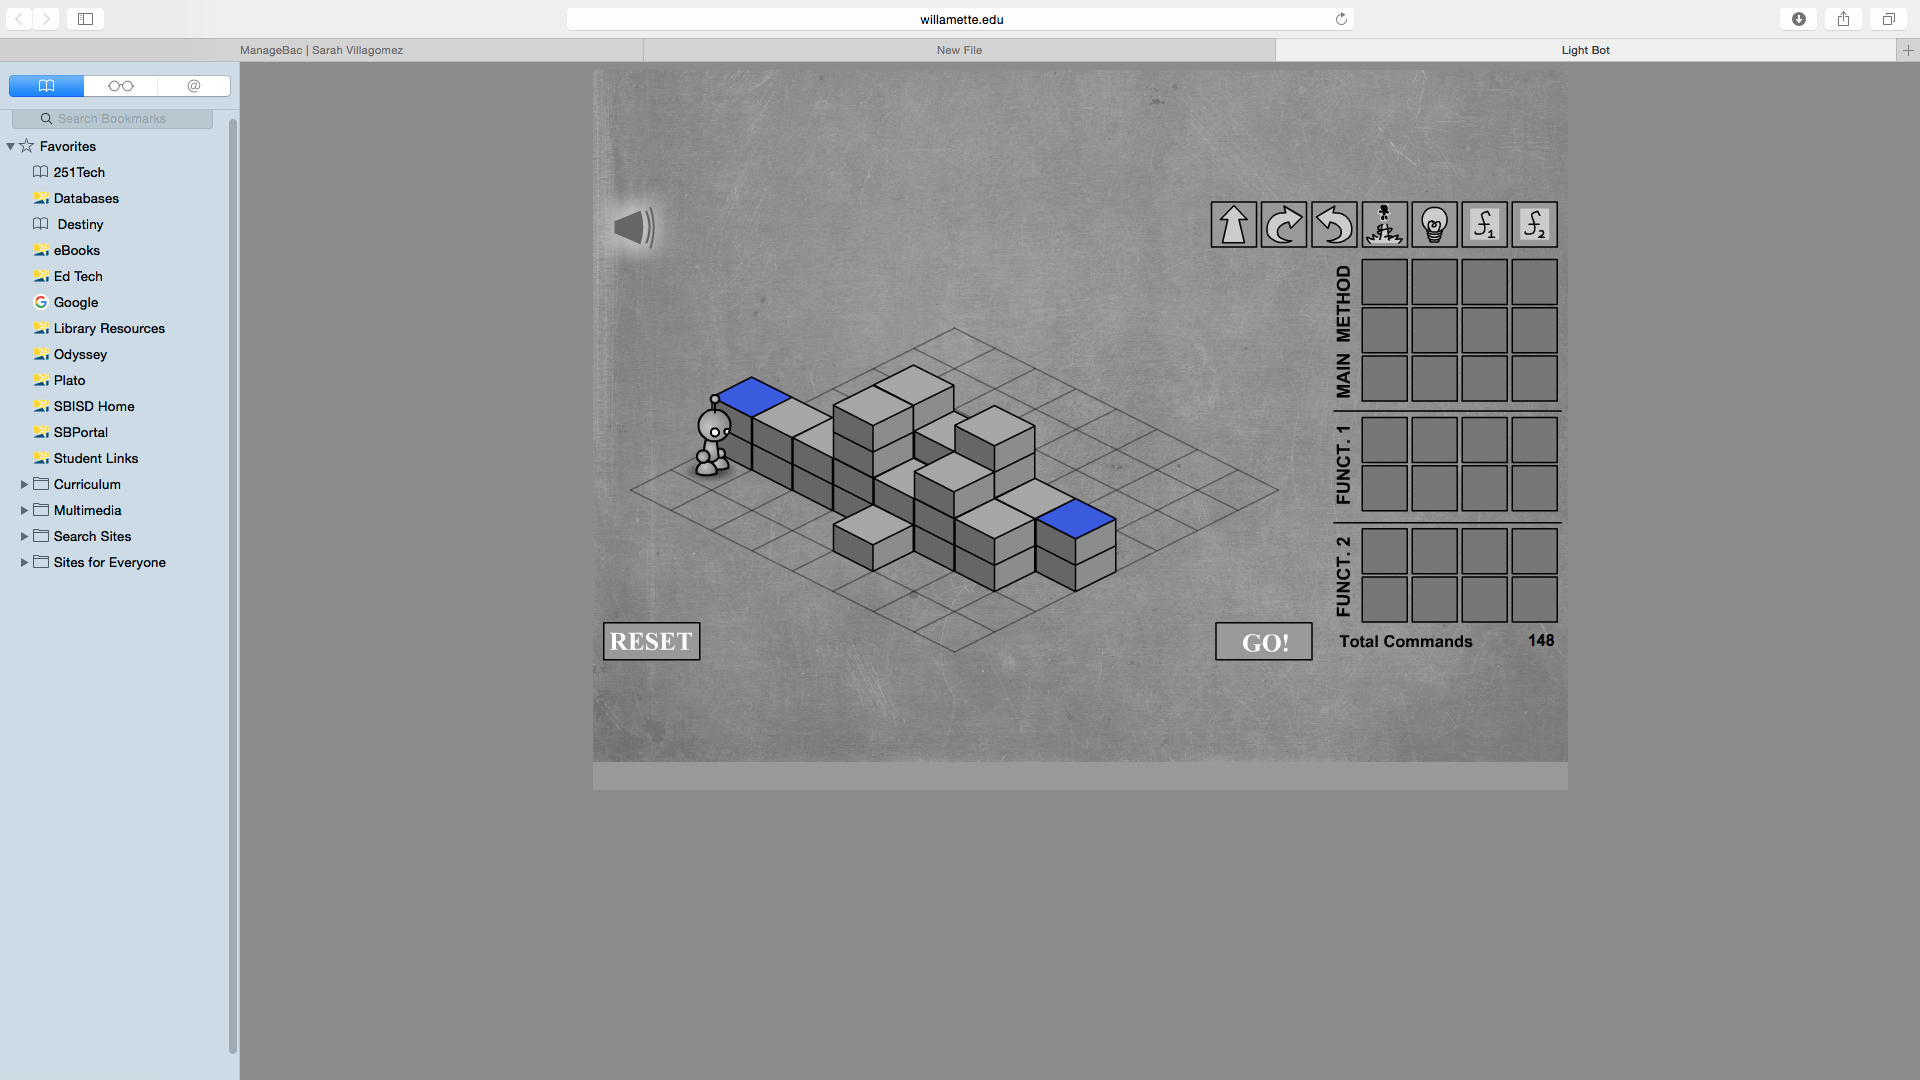 willamette.edu
ManageBac | Sarah Villagomez
New File
Light Bot
@
Search Bookmarks
Favorites
251Tech
Databases
Destiny
eBooks
Ed Tech
Google
Library Resources
Odyssey
Plato
SBISD Home
SBPortal
Student Links
Curriculum
Multimedia
Search Sites
Sites for Everyone
f1
f2
MAIN METHOD
FUNCT. 1
FUNCT. 2
RESET
GO!
Total Commands 148